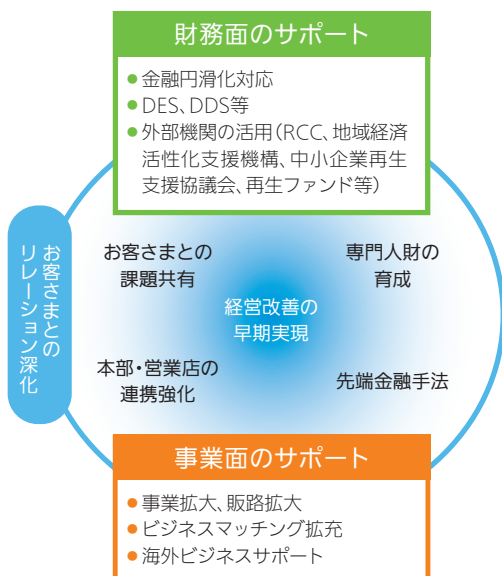 財務面のサポート
●金融円滑化対応
●DES、DDS等
●外部機関の活用(RCC、地域経済
活性化支援機構、中小企業再生
支援協議会、再生ファンド等)
お客さまとの
リレーション深化
お客さまとの
課題共有
専門人財の
育成
経営改善の
早期実現
本部・営業店の
連携強化
先端金融手法
事業面のサポート
●事業拡大、販路拡大
●ビジネスマッチング拡充
●海外ビジネスサポート